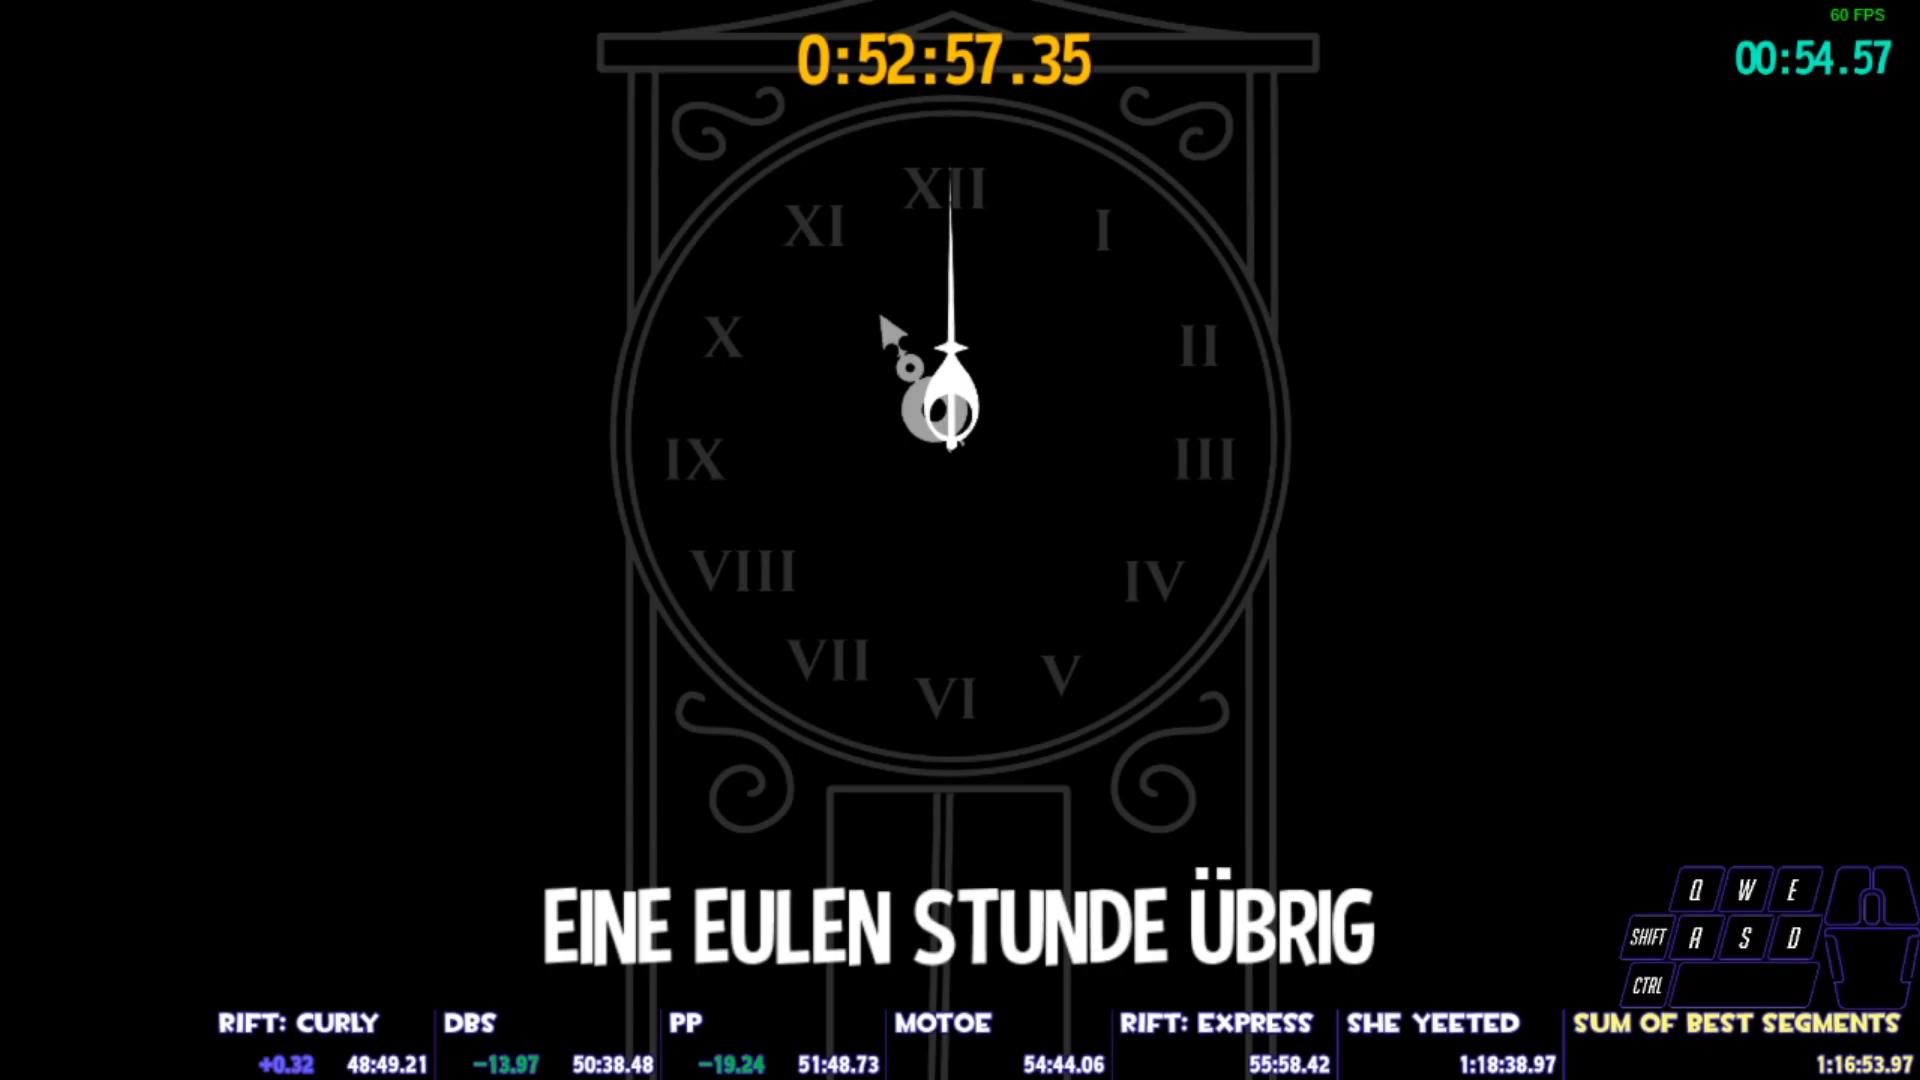 60 FPS
0:52:57.35
00:54.57
XII
XI
I
X
II
IX
III
VIII
IV
VII
V
VI
EINE EULEN STUNDE ÜBRIG
Q W E
SHIFT A S D
CTRL
RIFT: CURLY DBS PP MOTOE RIFT: EXPRESS SHE YEETED SUM OF BEST SEGMENTS
+0.32 48:49.21 −13.97 50:38.48 −19.24 51:48.73 54:44.06 55:58.42 1:18:38.97 1:16:53.97